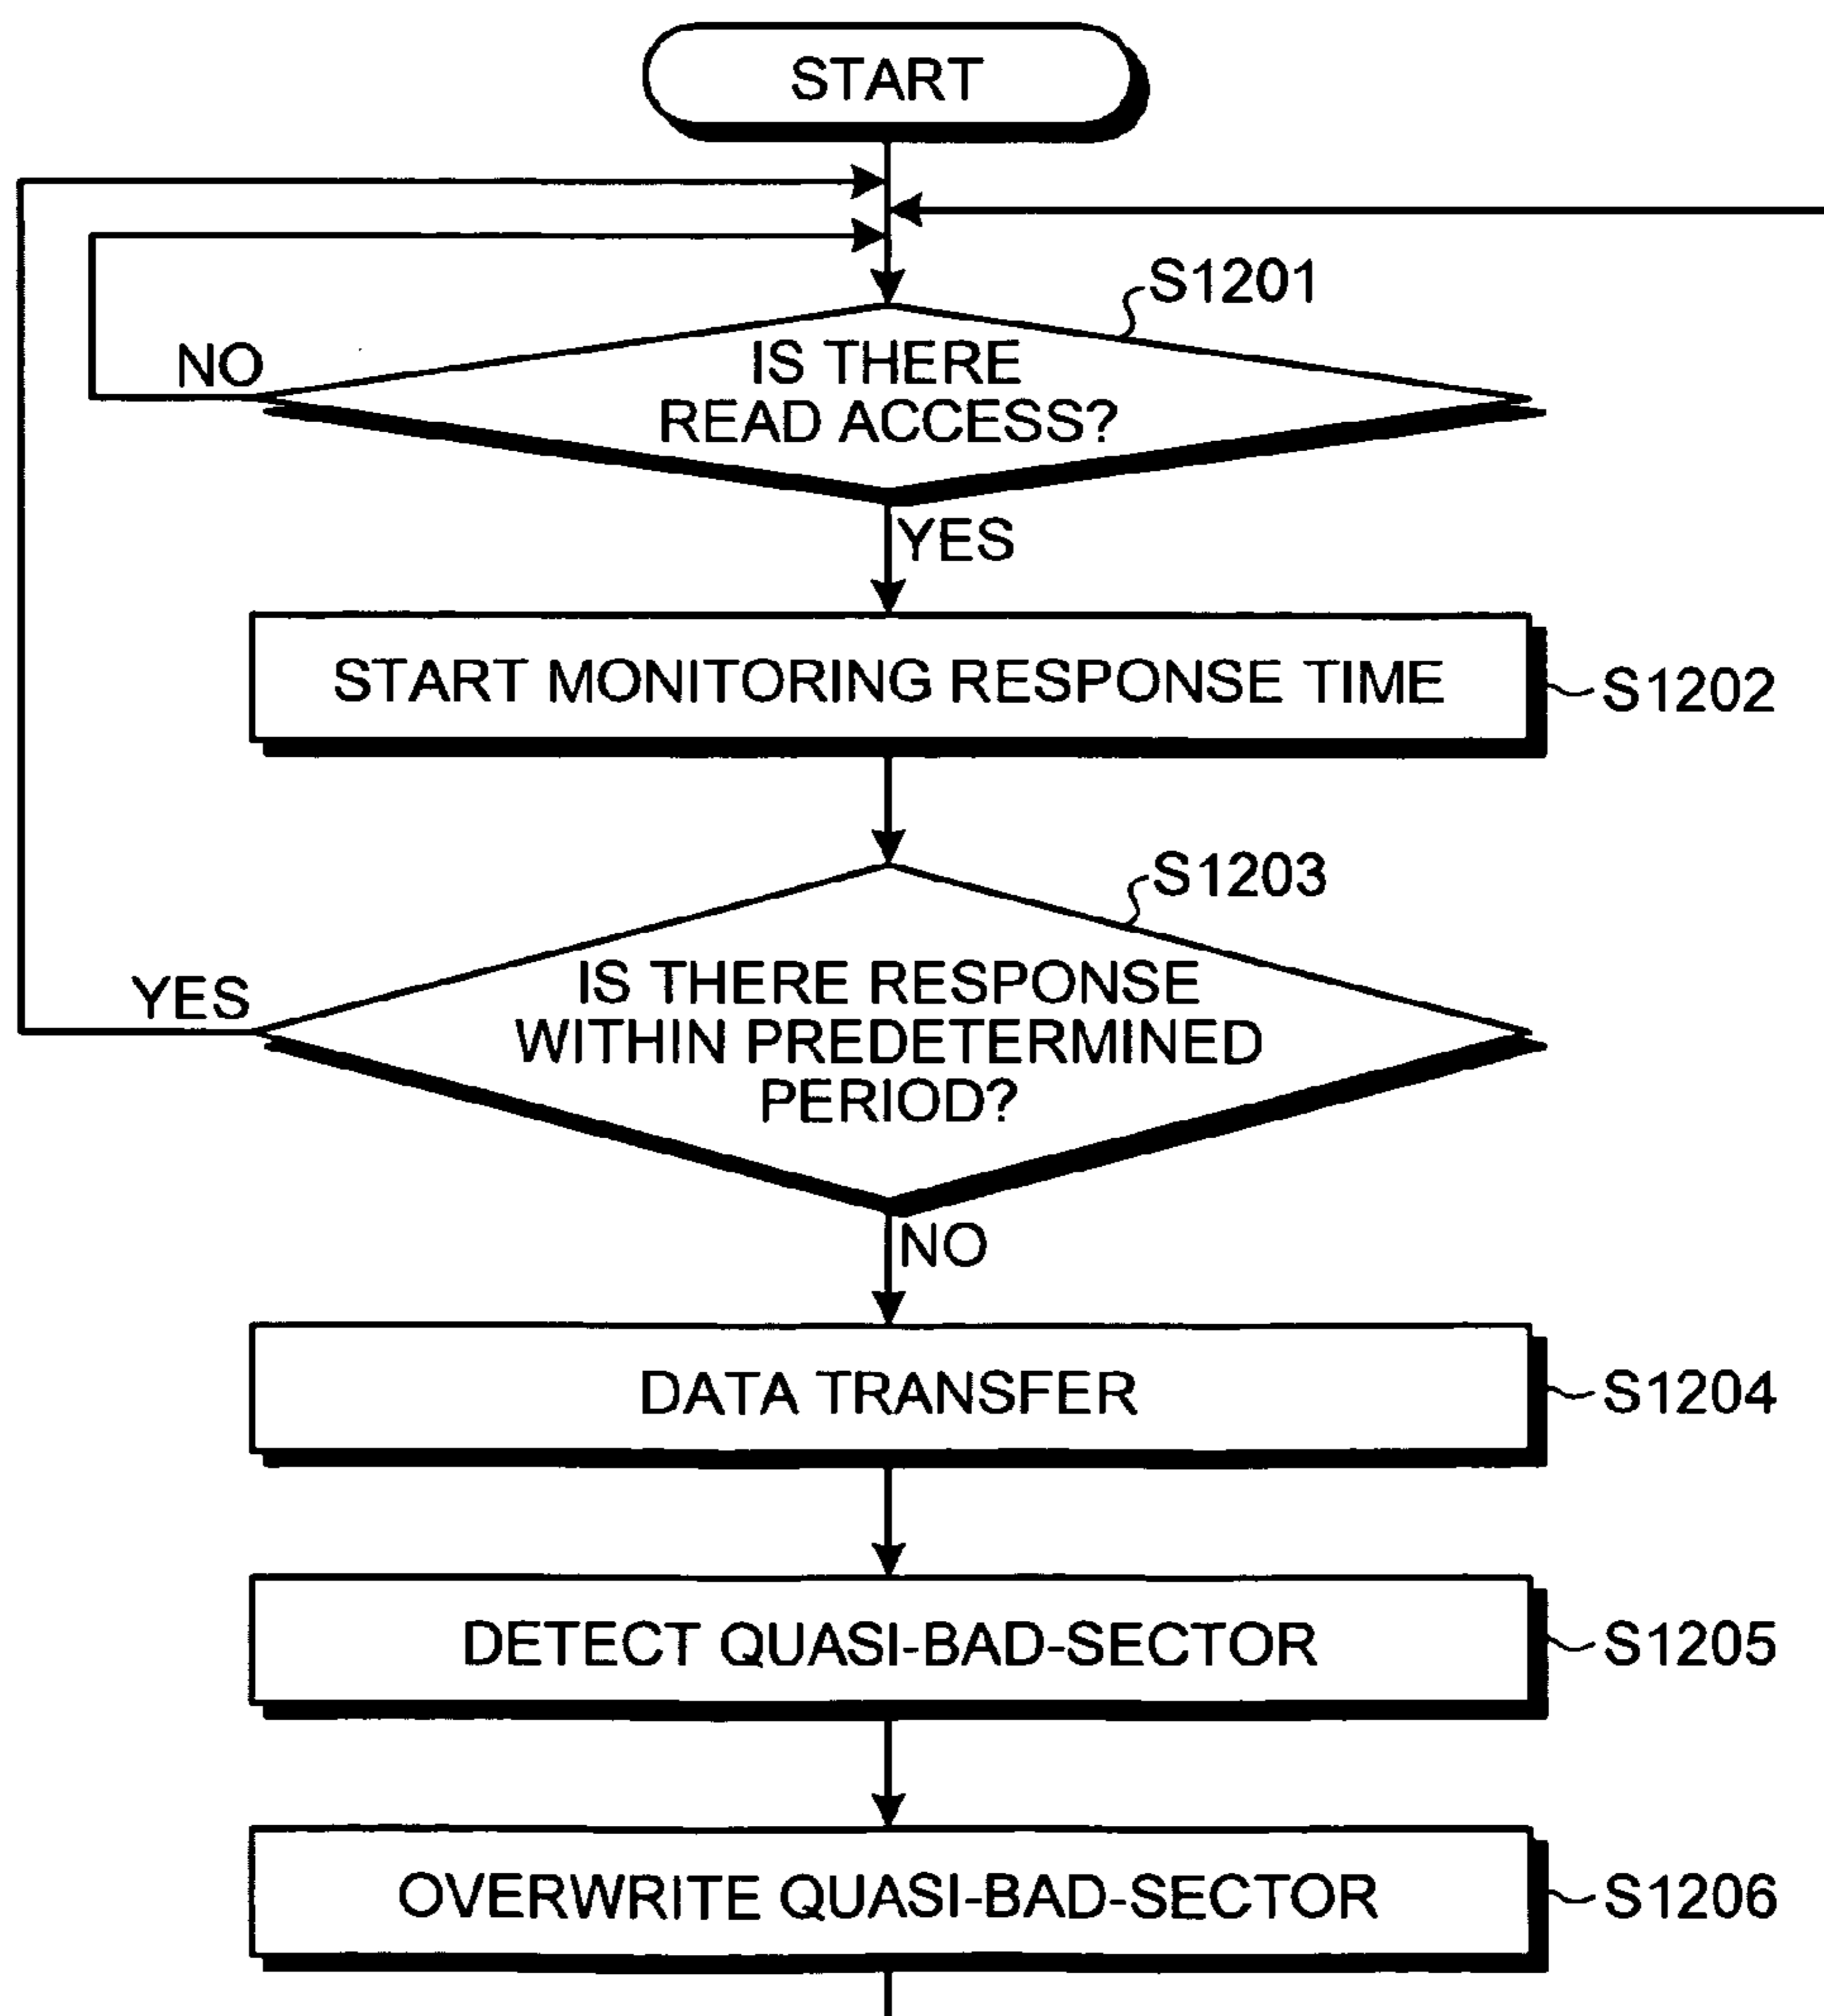 START
S1201
NO
IS THERE
READ ACCESS?
YES
START MONITORING RESPONSE TIME
S1202
S1203
YES
IS THERE RESPONSE
WITHIN PREDETERMINED
PERIOD?
NO
DATA TRANSFER
S1204
DETECT QUASI-BAD-SECTOR
S1205
OVERWRITE QUASI-BAD-SECTOR
S1206